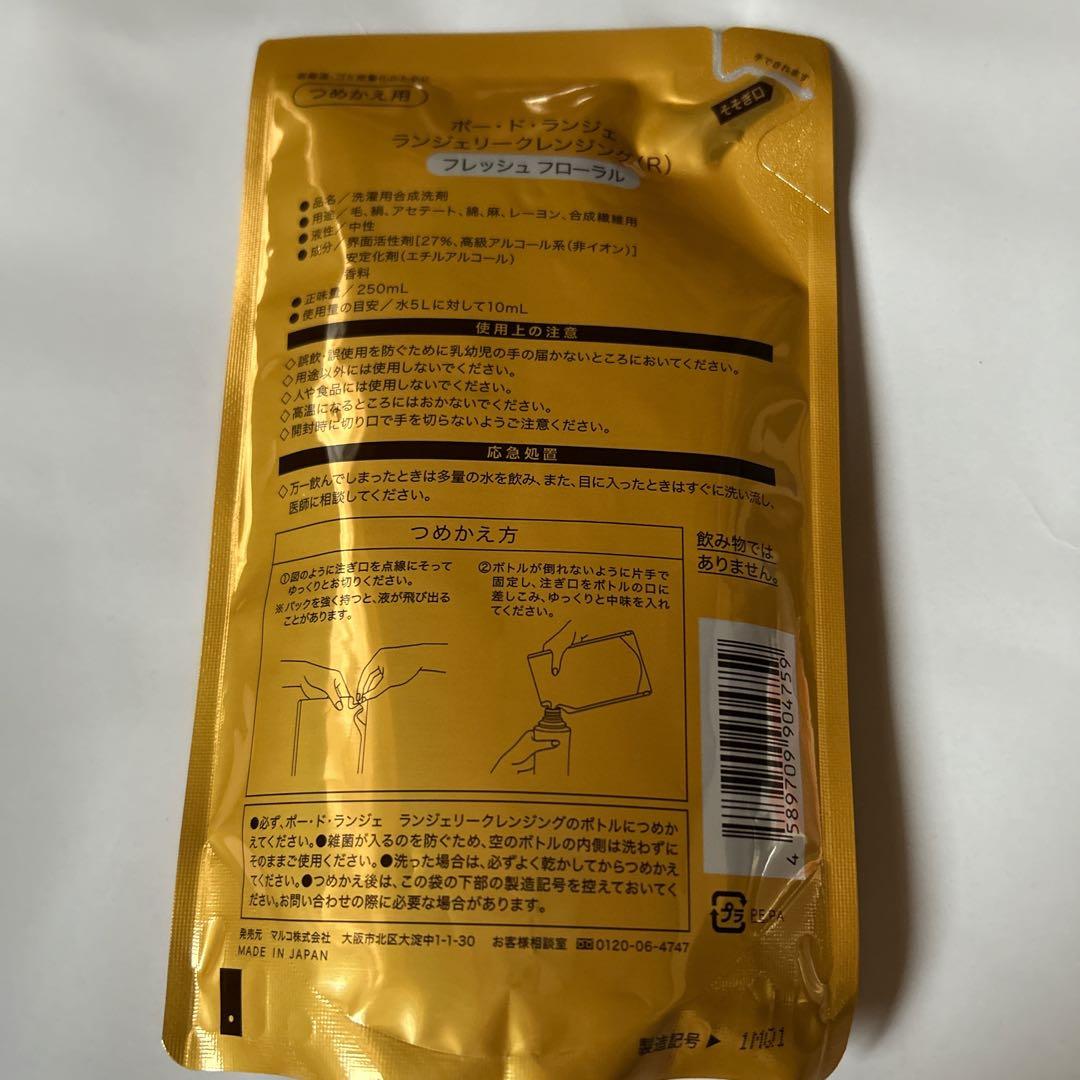 手で切れます
そそぎ口
つめかえ用
ポー・ド・ランジェ
ランジェリークレンジング(R)
フレッシュ フローラル
●品名/洗濯用合成洗剤
●用途/毛、絹、アセテート、綿、麻、レーヨン、合成繊維用
●液性/中性
●成分/界面活性剤[27%、高級アルコール系(非イオン)]
安定化剤(エチルアルコール)
香料
●正味量/250mL
●使用量の目安/水5Lに対して10mL
使用上の注意
◇誤飲・誤使用を防ぐために乳幼児の手の届かないところにおいてください。
◇用途以外には使用しないでください。
◇人や食品には使用しないでください。
◇高温になるところにはおかないでください。
◇開封時に切り口で手を切らないようご注意ください。
応急処置
◇万一飲んでしまったときは多量の水を飲み、また、目に入ったときはすぐに洗い流し、
医師に相談してください。
つめかえ方
①図のように注ぎ口を点線にそって
ゆっくりとお切りください。
※パックを強く持つと、液が飛び出る
ことがあります。
②ボトルが倒れないように片手で
固定し、注ぎ口をボトルの口に
差しこみ、ゆっくりと中味を入れ
てください。
飲み物では
ありません。
4 589709 904759
●必ず、ポー・ド・ランジェ ランジェリークレンジングのボトルにつめか
えてください。●雑菌が入るのを防ぐため、空のボトルの内側は洗わずに
そのままご使用ください。●洗った場合は、必ずよく乾かしてからつめかえ
てください。●つめかえ後は、この袋の下部の製造記号を控えておいてく
ださい。お問い合わせの際に必要な場合があります。
プラ PE,PA
発売元 マルコ株式会社 大阪市北区大淀中1-1-30 お客様相談室 0120-06-4747
MADE IN JAPAN
製造記号▶ 1MQ1